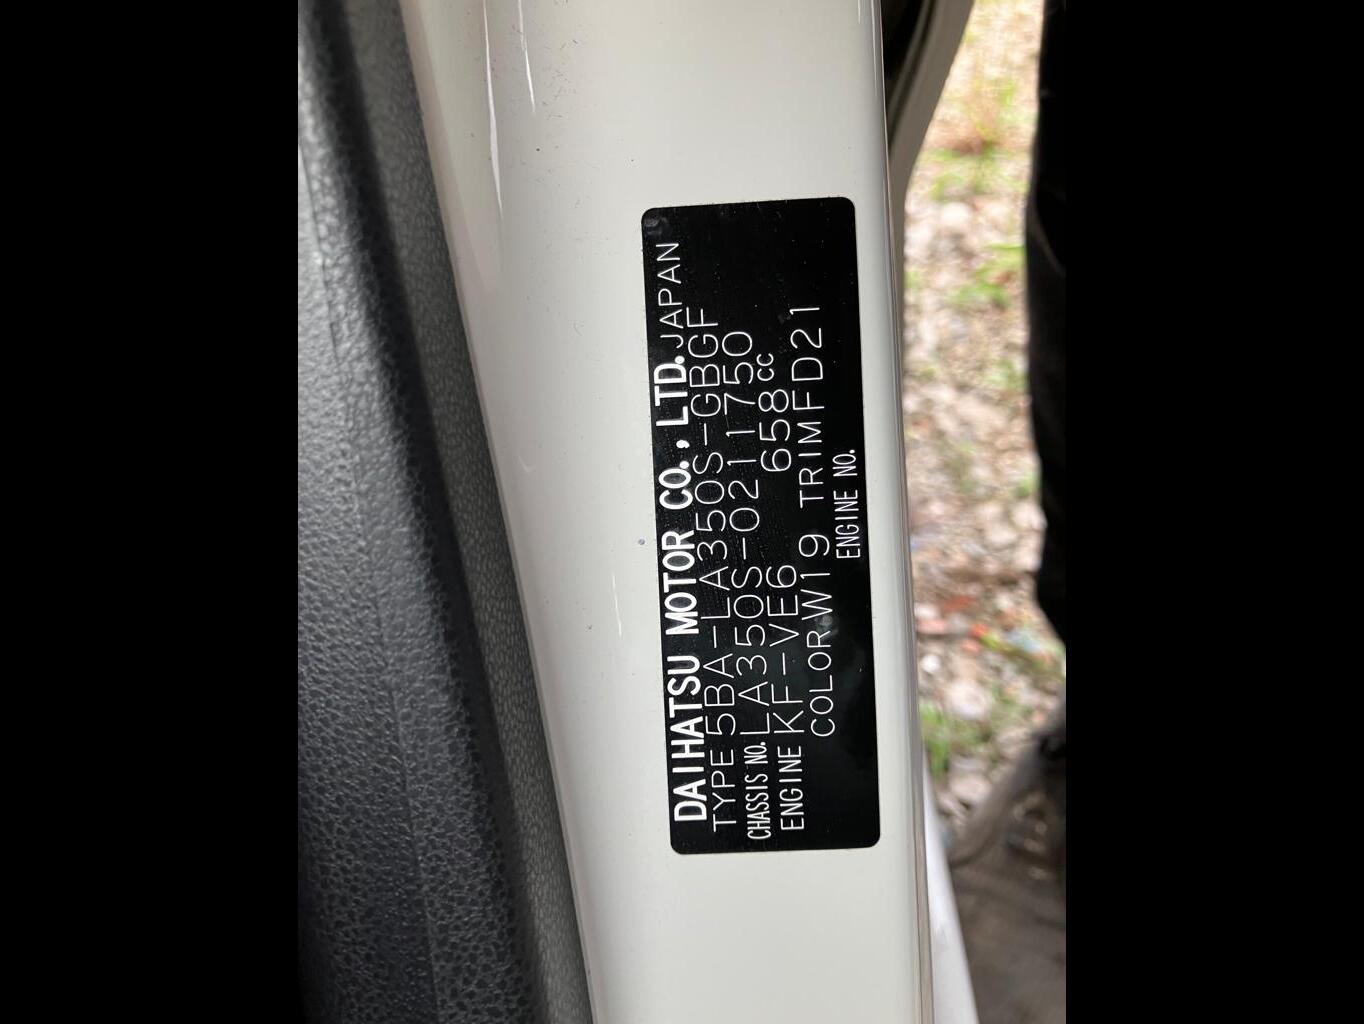 DAIHATSU MOTOR CO., LTD. JAPAN
TYPE 5BA-LA350S-GBGF
CHASSIS NO. LA350S-0211750
ENGINE KF-VE6 658cc
COLOR W19 TRIM FD21
ENGINE NO.